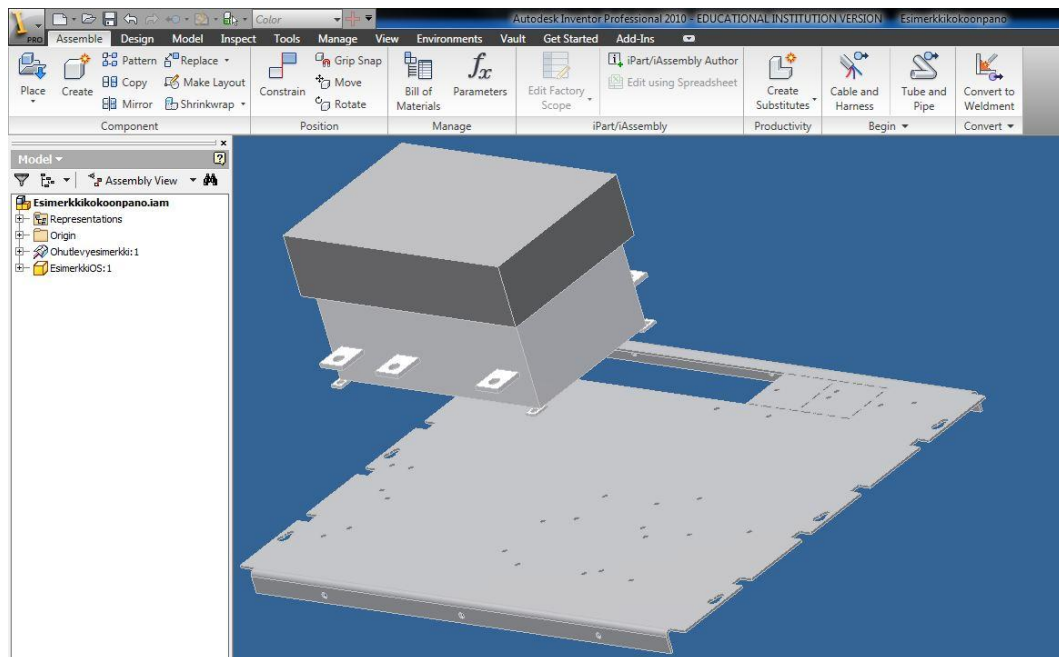 Color
Autodesk Inventor Professional 2010 - EDUCATIONAL INSTITUTION VERSION Esimerkkikokoonpano
PRO Assemble Design Model Inspect Tools Manage View Environments Vault Get Started Add-Ins
Place
Create
Pattern Replace
Copy Make Layout
Mirror Shrinkwrap
Component
Constrain
Grip Snap
Move
Rotate
Position
Bill of
Materials
fx
Parameters
Manage
Edit Factory
Scope
iPart/iAssembly Author
Edit using Spreadsheet
iPart/iAssembly
Create
Substitutes
Productivity
Cable and
Harness
Tube and
Pipe
Begin
Convert to
Weldment
Convert
Model
Assembly View
Esimerkkikokoonpano.iam
Representations
Origin
Ohutlevyesimerkki:1
EsimerkkiOS:1